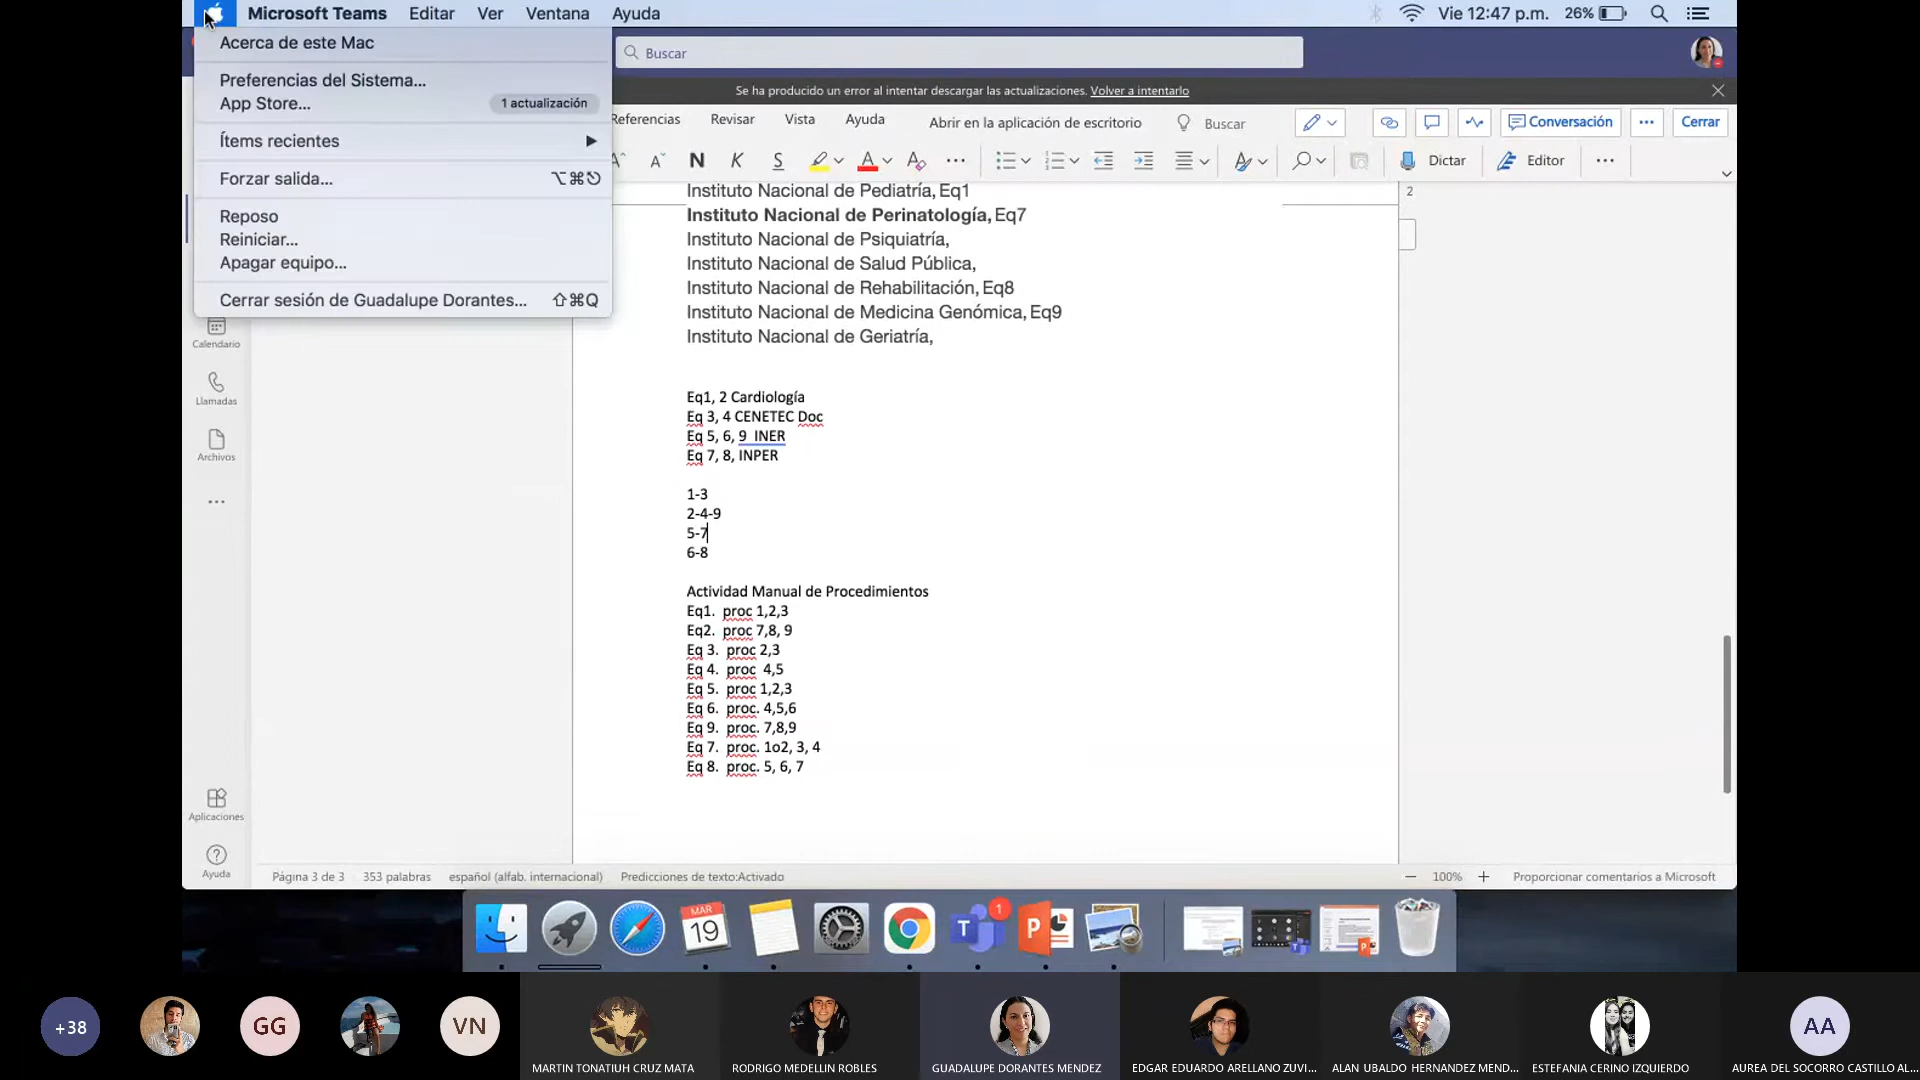 Microsoft Teams Editar Ver Ventana Ayuda
Vie 12:47 p.m. 26%
Acerca de este Mac
Preferencias del Sistema...
App Store... 1 actualización
Ítems recientes
Forzar salida... ⌥⌘⎋
Reposo
Reiniciar...
Apagar equipo...
Cerrar sesión de Guadalupe Dorantes... ⇧⌘Q
Buscar
Se ha producido un error al intentar descargar las actualizaciones. Volver a intentarlo
Referencias Revisar Vista Ayuda Abrir en la aplicación de escritorio Buscar Conversación Cerrar
N K S A Dictar Editor
2
Instituto Nacional de Pediatría, Eq1
Instituto Nacional de Perinatología, Eq7
Instituto Nacional de Psiquiatría,
Instituto Nacional de Salud Pública,
Instituto Nacional de Rehabilitación, Eq8
Instituto Nacional de Medicina Genómica, Eq9
Instituto Nacional de Geriatría,
Eq1, 2 Cardiología
Eq 3, 4 CENETEC Doc
Eq 5, 6, 9 INER
Eq 7, 8, INPER
1-3
2-4-9
5-7
6-8
Actividad Manual de Procedimientos
Eq1. proc 1,2,3
Eq2. proc 7,8, 9
Eq 3. proc 2,3
Eq 4. proc 4,5
Eq 5. proc 1,2,3
Eq 6. proc. 4,5,6
Eq 9. proc. 7,8,9
Eq 7. proc. 1o2, 3, 4
Eq 8. proc. 5, 6, 7
Calendario
Llamadas
Archivos
Aplicaciones
Ayuda
Página 3 de 3 353 palabras español (alfab. internacional) Predicciones de texto:Activado
100% Proporcionar comentarios a Microsoft
MAR
19
T
1
P
+38
GG
VN
AA
MARTIN TONATIUH CRUZ MATA
RODRIGO MEDELLIN ROBLES
GUADALUPE DORANTES MENDEZ
EDGAR EDUARDO ARELLANO ZUVI...
ALAN UBALDO HERNANDEZ MEND...
ESTEFANIA CERINO IZQUIERDO
AUREA DEL SOCORRO CASTILLO AL...